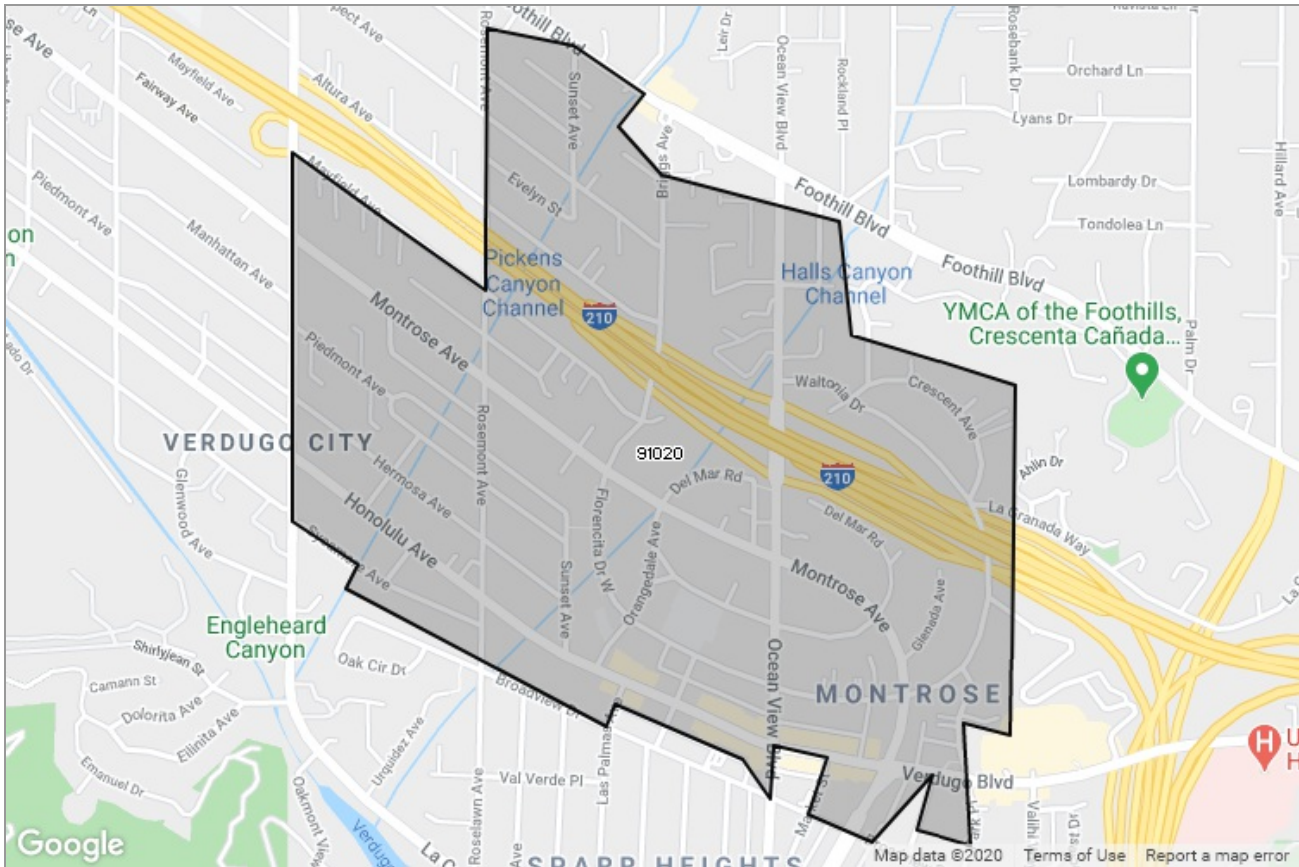 Foothill Blvd
Rosemont Ave
Leir Dr
Ocean View Blvd
Rockland Pl
Rosebank Dr
Orchard Ln
Mayfield Ave
Fairway Ave
Altura Ave
Sunset Ave
Lyans Dr
Hillard Ave
Mayfield Ave
Evelyn St
Lombardy Dr
Piedmont Ave
Foothill Blvd
Tondolea Ln
Manhattan Ave
Pickens
Canyon
Channel
Halls Canyon
Channel
Foothill Blvd
210
YMCA of the Foothills,
Crescenta Cañada...
Palm Dr
Montrose Ave
Piedmont Ave
Waltonia Dr
Crescent Ave
VERDUGO CITY
Rosemont Ave
91020
Hermosa Ave
Glenwood Ave
Del Mar Rd
210
Ahlin Dr
Honolulu Ave
Florencita Dr W
Del Mar Rd
La Granada Way
Orangedale Ave
Sunset Ave
Montrose Ave
Glenada Ave
Engleheard
Canyon
Shirlyjean St
Oak Cir Dr
Camann St
Dolorita Ave
Ellinita Ave
Broadview Dr
Ocean View Blvd
MONTROSE
Emanuel Dr
Urquidez Ave
Val Verde Pl
Las Palmas
Verdugo Blvd
H
Roselawn Ave
Google
SPARR HEIGHTS
Map data ©2020
Terms of Use
Report a map error